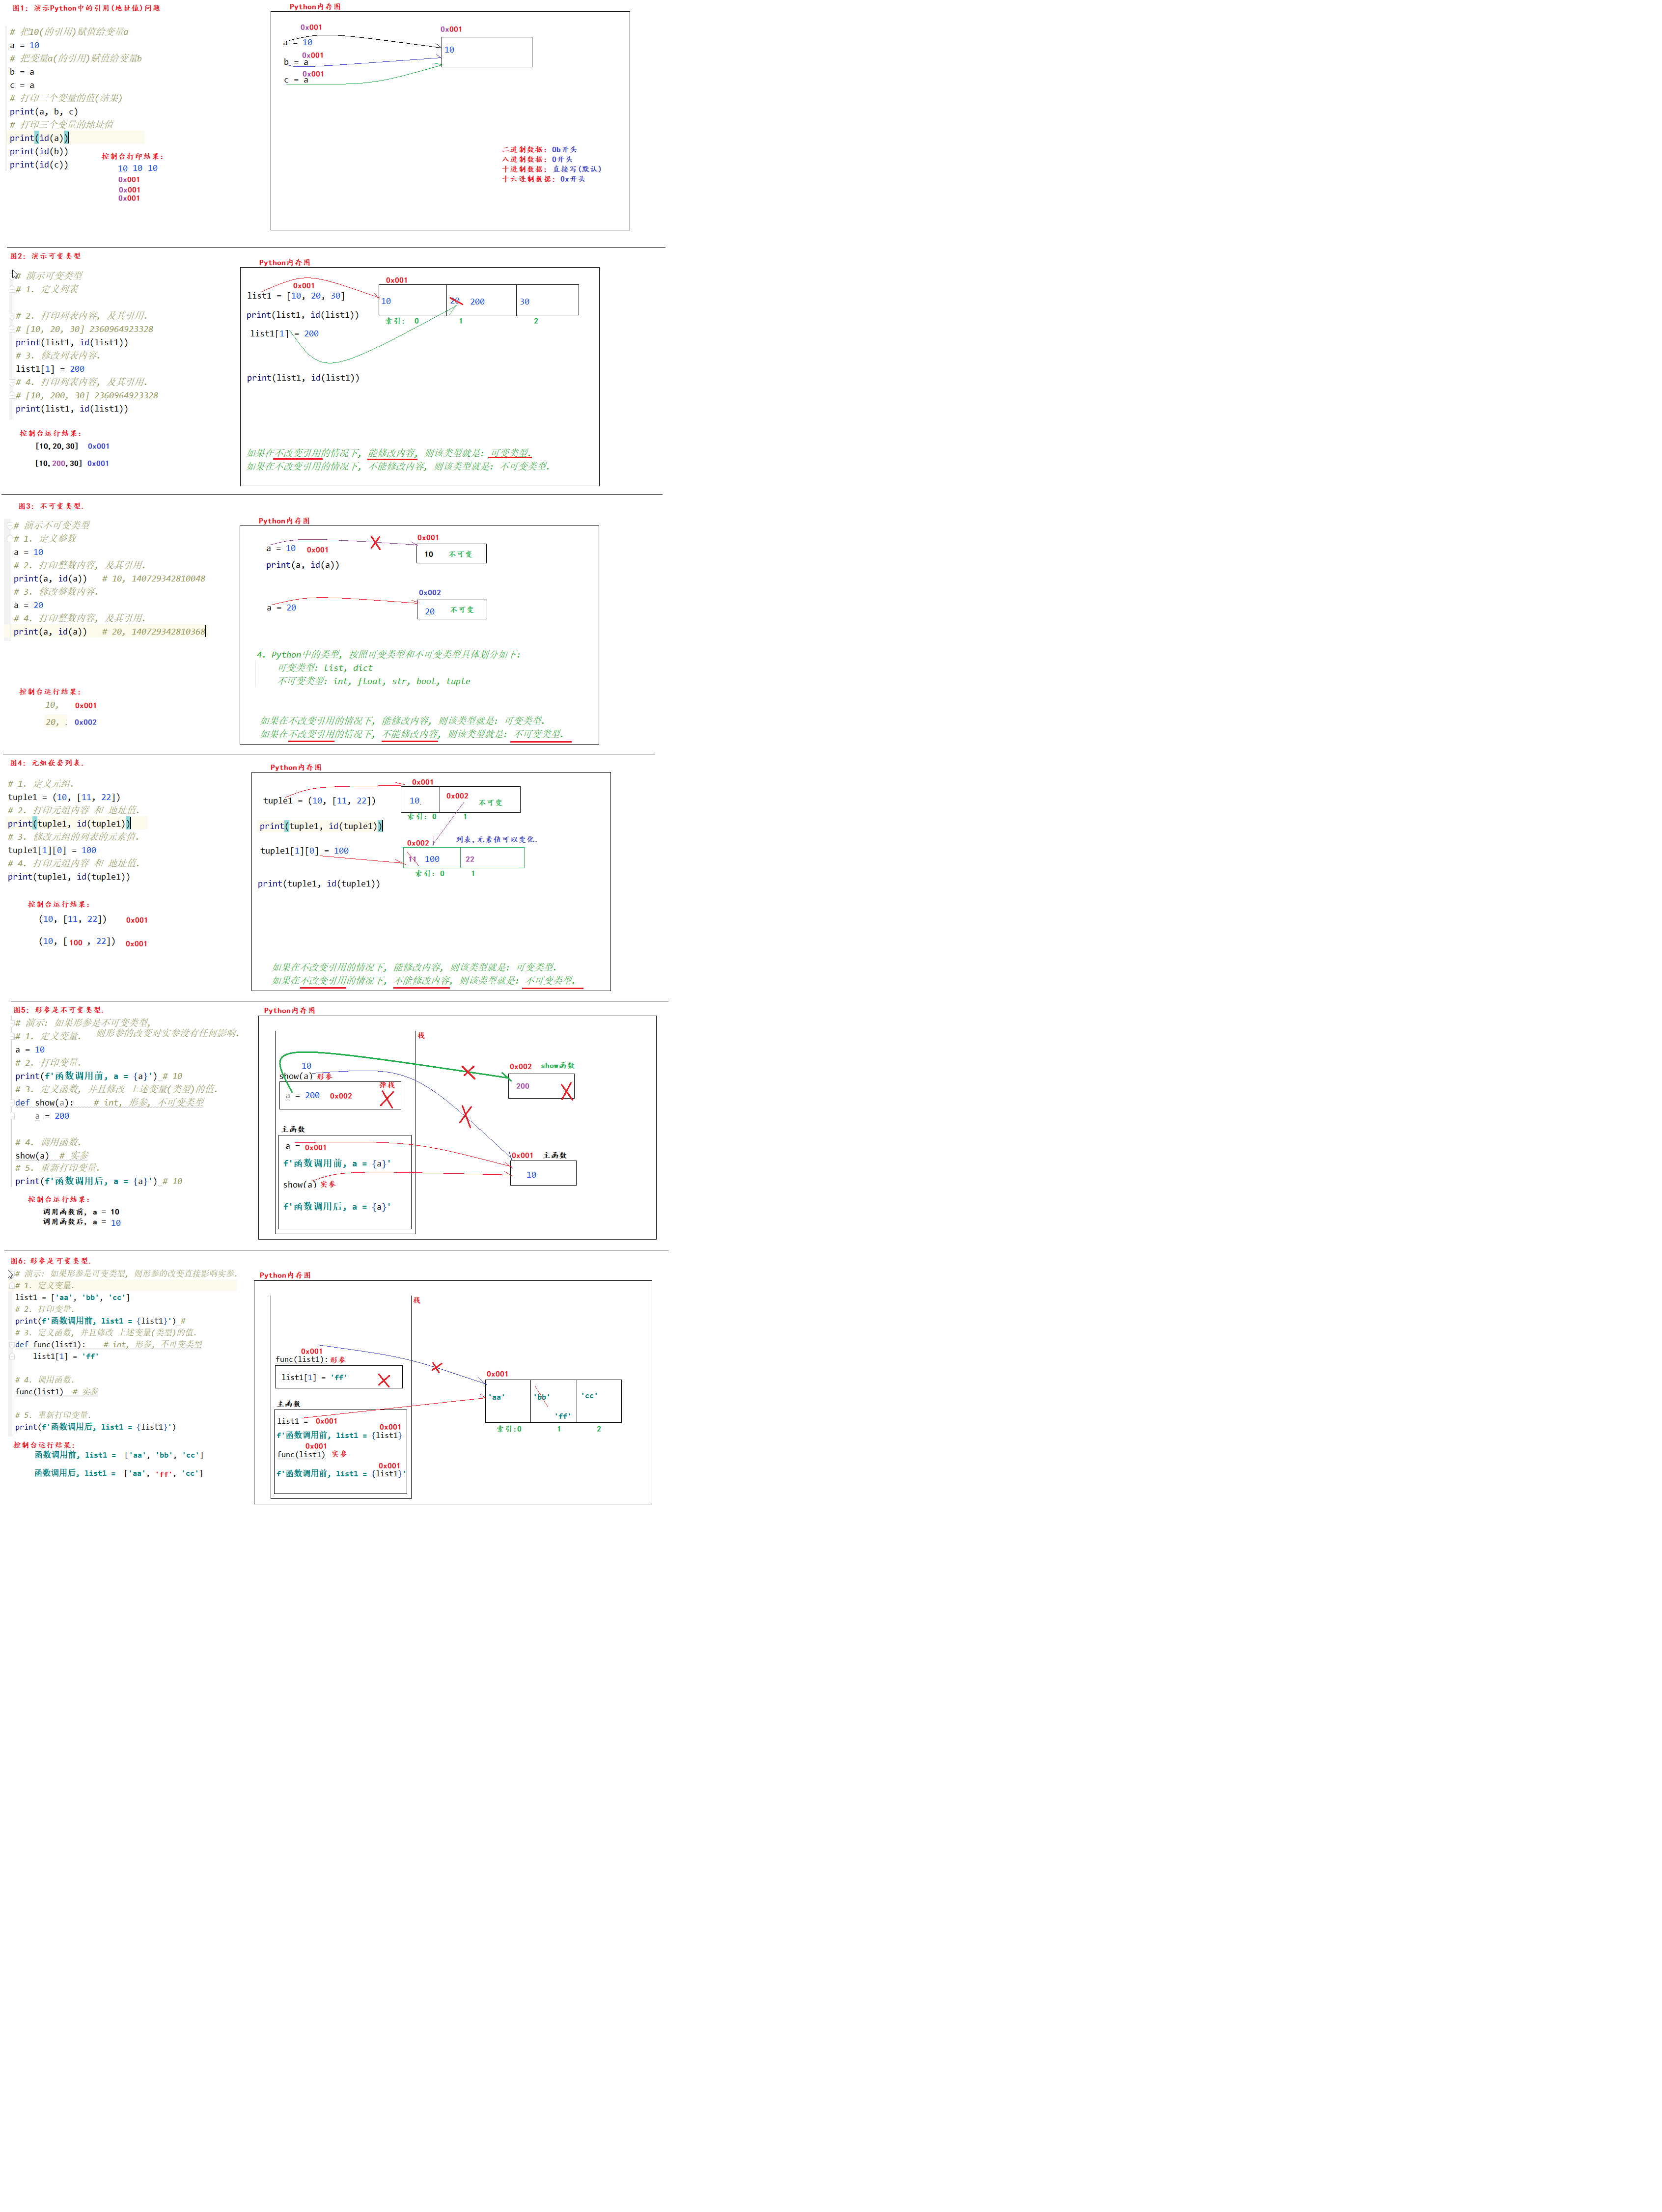 图1: 演示Python中的引用(地址值)问题
# 把10(的引用)赋值给变量a
a = 10
# 把变量a(的引用)赋值给变量b
b = a
c = a
# 打印三个变量的值(结果)
print(a, b, c)
# 打印三个变量的地址值
print(id(a))
print(id(b))
print(id(c))
控制台打印结果:
10 10 10
0x001
0x001
0x001
Python内存图
0x001
a = 10
0x001
b = a
0x001
c = a
0x001
10
二进制数据: 0b开头
八进制数据: 0开头
十进制数据: 直接写(默认)
十六进制数据: 0x开头
图2: 演示可变类型
# 演示可变类型
# 1. 定义列表
# 2. 打印列表内容, 及其引用.
# [10, 20, 30] 2360964923328
print(list1, id(list1))
# 3. 修改列表内容.
list1[1] = 200
# 4. 打印列表内容, 及其引用.
# [10, 200, 30] 2360964923328
print(list1, id(list1))
控制台运行结果:
[10,20,30] 0x001
[10,200,30] 0x001
Python内存图
0x001
list1 = [10, 20, 30]
print(list1, id(list1))
list1[1] = 200
print(list1, id(list1))
0x001
10 20 200 30
索引: 0 1 2
如果在不改变引用的情况下, 能修改内容, 则该类型就是: 可变类型.
如果在不改变引用的情况下, 不能修改内容, 则该类型就是: 不可变类型.
图3: 不可变类型.
# 演示不可变类型
# 1. 定义整数
a = 10
# 2. 打印整数内容, 及其引用.
print(a, id(a)) # 10, 140729342810048
# 3. 修改整数内容.
a = 20
# 4. 打印整数内容, 及其引用.
print(a, id(a)) # 20, 140729342810368
控制台运行结果:
10, 0x001
20, 0x002
Python内存图
a = 10 0x001
print(a, id(a))
0x001
10 不可变
a = 20
0x002
20 不可变
4. Python中的类型, 按照可变类型和不可变类型具体划分如下:
可变类型: list, dict
不可变类型: int, float, str, bool, tuple
如果在不改变引用的情况下, 能修改内容, 则该类型就是: 可变类型.
如果在不改变引用的情况下, 不能修改内容, 则该类型就是: 不可变类型.
图4: 元组嵌套列表.
# 1. 定义元组.
tuple1 = (10, [11, 22])
# 2. 打印元组内容 和 地址值.
print(tuple1, id(tuple1))
# 3. 修改元组的列表的元素值.
tuple1[1][0] = 100
# 4. 打印元组内容 和 地址值.
print(tuple1, id(tuple1))
控制台运行结果:
(10, [11, 22]) 0x001
(10, [ 100 , 22]) 0x001
Python内存图
tuple1 = (10, [11, 22])
print(tuple1, id(tuple1))
tuple1[1][0] = 100
print(tuple1, id(tuple1))
0x001
10 0x002 不可变
索引: 0 1
0x002 列表,元素值可以变化.
11 100 22
索引: 0 1
如果在不改变引用的情况下, 能修改内容, 则该类型就是: 可变类型.
如果在不改变引用的情况下, 不能修改内容, 则该类型就是: 不可变类型.
图5: 形参是不可变类型.
# 演示: 如果形参是不可变类型,
则形参的改变对实参没有任何影响.
# 1. 定义变量.
a = 10
# 2. 打印变量.
print(f'函数调用前, a = {a}') # 10
# 3. 定义函数, 并且修改 上述变量(类型)的值.
def show(a): # int, 形参, 不可变类型
a = 200
# 4. 调用函数.
show(a) # 实参
# 5. 重新打印变量.
print(f'函数调用后, a = {a}') # 10
控制台运行结果:
调用函数前, a = 10
调用函数后, a = 10
Python内存图
栈
10
show(a) 形参
弹栈
a = 200 0x002
主函数
a = 0x001
f'函数调用前, a = {a}'
show(a) 实参
f'函数调用后, a = {a}'
0x002 show函数
200
0x001 主函数
10
图6: 形参是可变类型.
# 演示: 如果形参是可变类型, 则形参的改变直接影响实参.
# 1. 定义变量.
list1 = ['aa', 'bb', 'cc']
# 2. 打印变量.
print(f'函数调用前, list1 = {list1}') #
# 3. 定义函数, 并且修改 上述变量(类型)的值.
def func(list1): # int, 形参, 不可变类型
list1[1] = 'ff'
# 4. 调用函数.
func(list1) # 实参
# 5. 重新打印变量.
print(f'函数调用后, list1 = {list1}')
控制台运行结果:
函数调用前, list1 = ['aa', 'bb', 'cc']
函数调用后, list1 = ['aa', 'ff', 'cc']
Python内存图
栈
0x001
func(list1): 形参
list1[1] = 'ff'
主函数
list1 = 0x001
0x001
f'函数调用前, list1 = {list1}
0x001
func(list1) 实参
0x001
f'函数调用前, list1 = {list1}'
0x001
'aa' 'bb' 'cc'
'ff'
索引:0 1 2